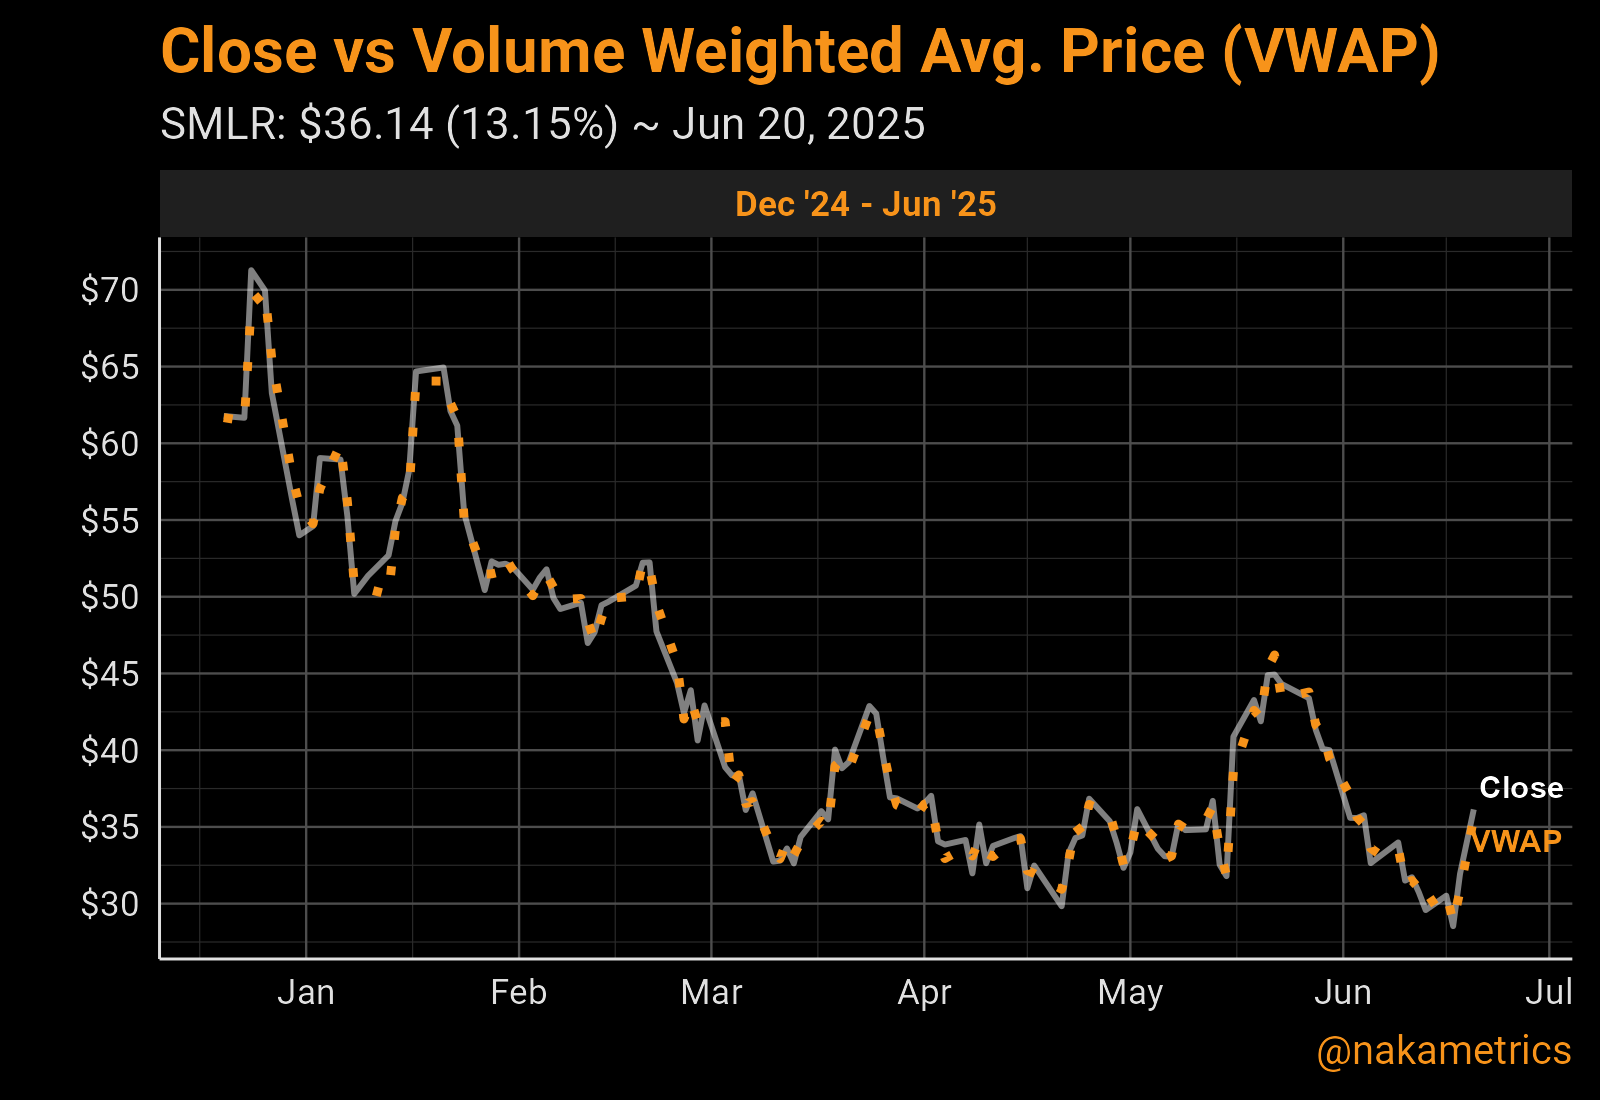 Close vs Volume Weighted Avg. Price (VWAP)
SMLR: $36.14 (13.15%) ~ Jun 20, 2025
Dec '24 - Jun '25
$70
$65
$60
$55
$50
$45
$40
$35
$30
Close
VWAP
Jan Feb Mar Apr May Jun Jul
@nakametrics